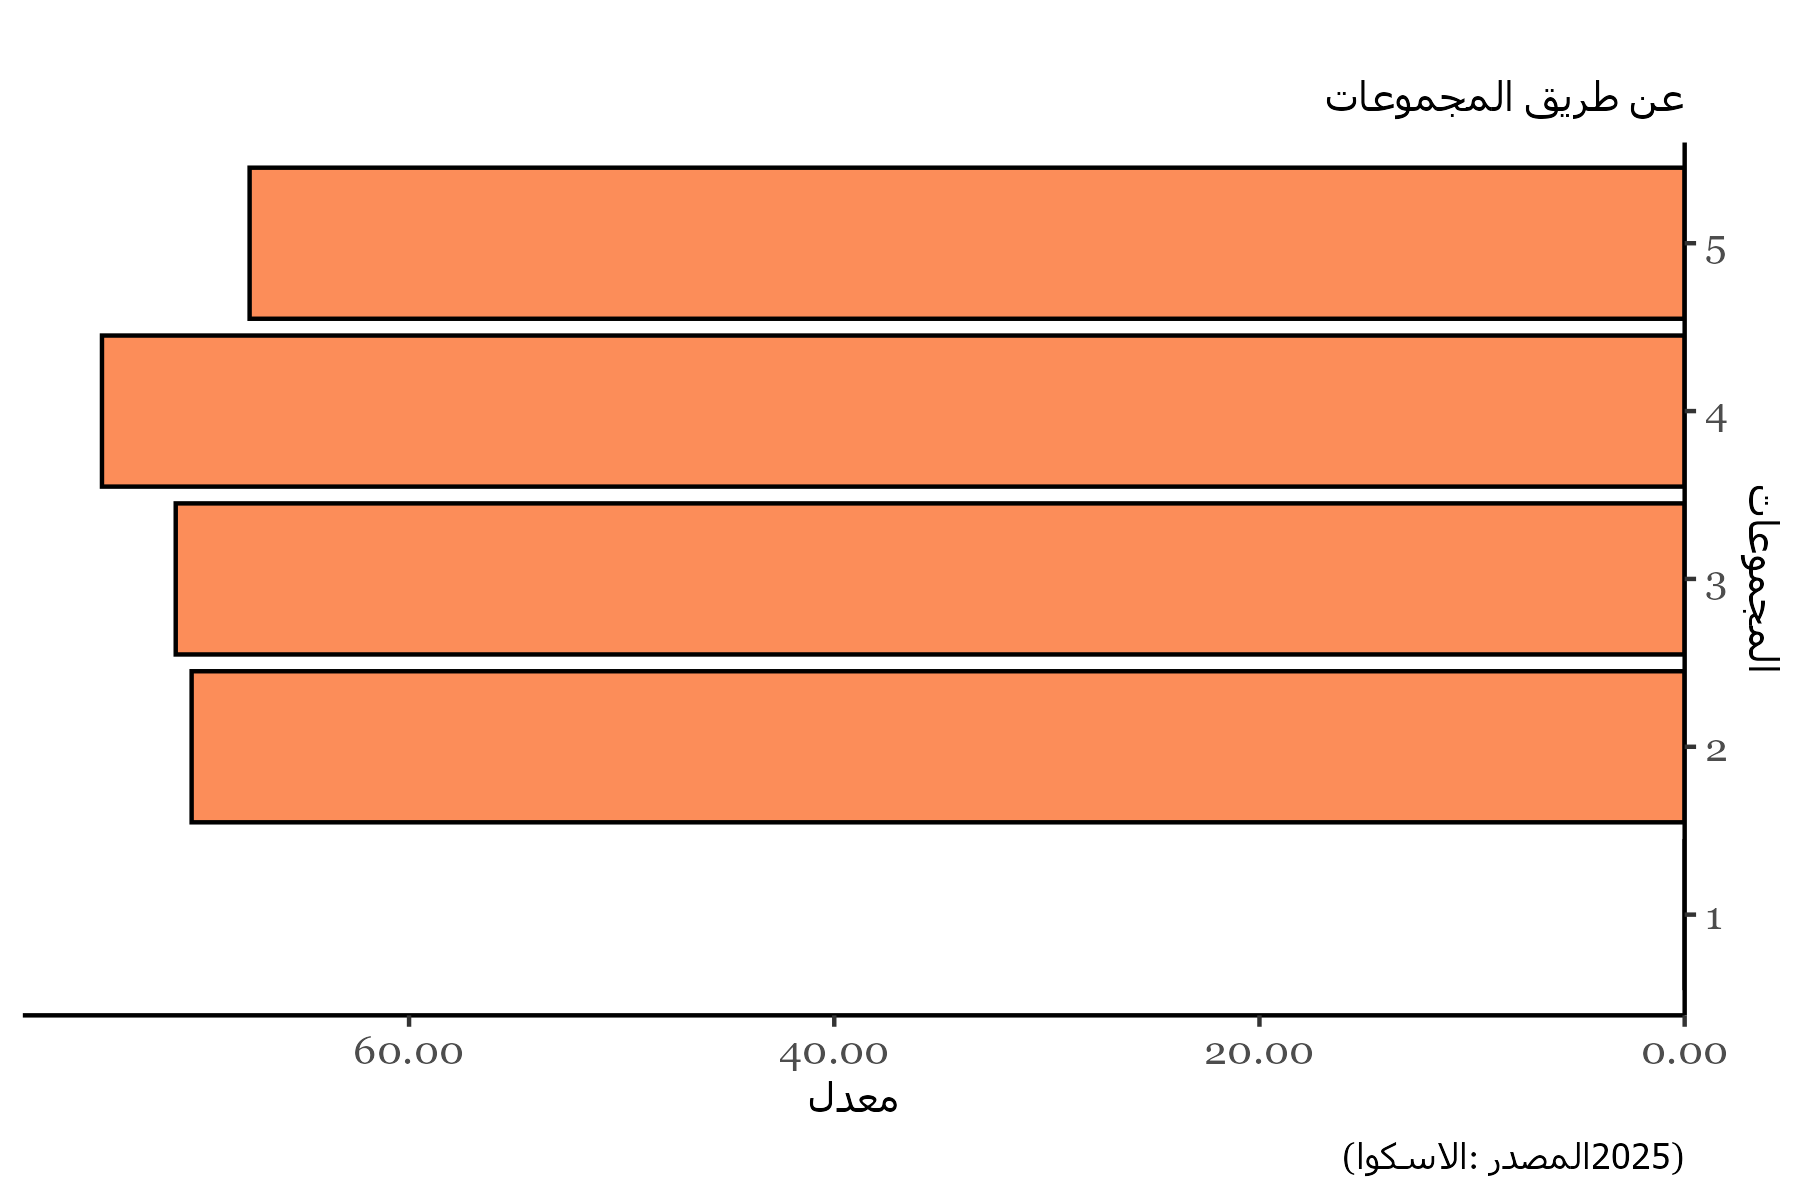 عن طريق المجموعات
5
4
3
2
1
المجموعات
60.00 40.00 20.00 0.00
معدل
(2025المصدر :الاسكوا)